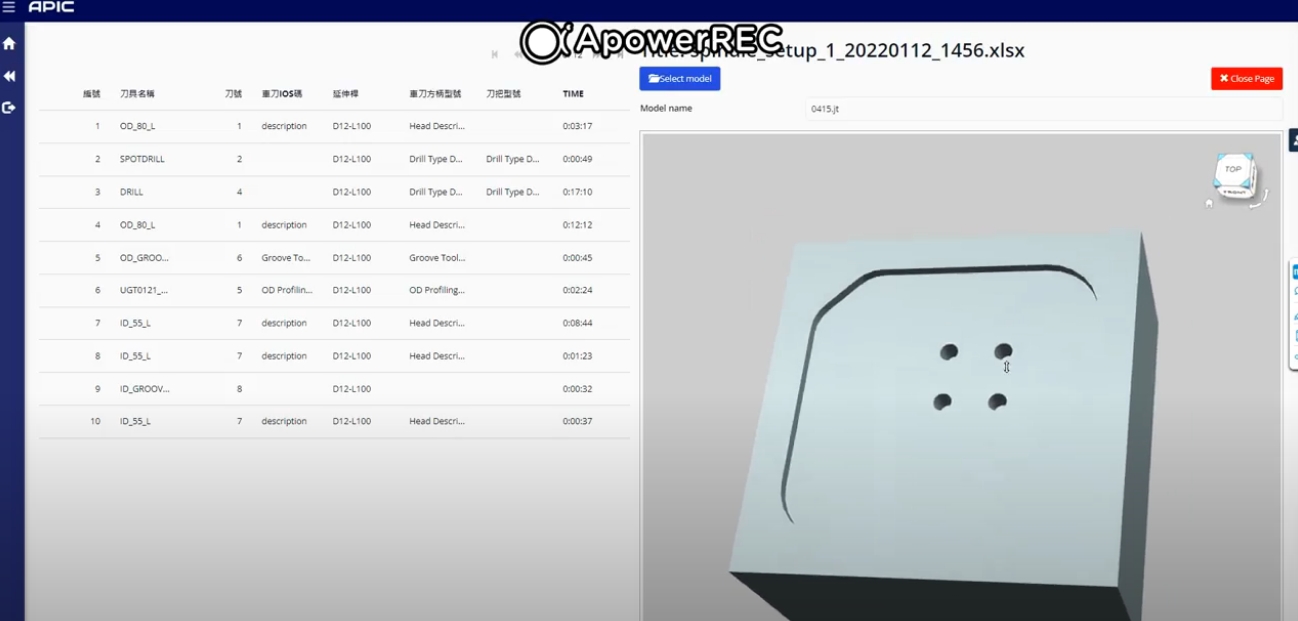 APIC
ApowerREC
Title: Spindle_setup_1_20220112_1456.xlsx
Select model
Close Page
Model name 0415.jt
編號 刀具名稱 刀號 車刀IOS碼 延伸桿 車刀方柄型號 刀把型號 TIME
1 OD_80_L 1 description D12-L100 Head Descri... 0:03:17
2 SPOTDRILL 2 D12-L100 Drill Type D... Drill Type D... 0:00:49
3 DRILL 4 D12-L100 Drill Type D... Drill Type D... 0:17:10
4 OD_80_L 1 description D12-L100 Head Descri... 0:12:12
5 OD_GROO... 6 Groove To... D12-L100 Groove Tool... 0:00:45
6 UGT0121_... 5 OD Profilin... D12-L100 OD Profiling... 0:02:24
7 ID_55_L 7 description D12-L100 Head Descri... 0:08:44
8 ID_55_L 7 description D12-L100 Head Descri... 0:01:23
9 ID_GROOV... 8 D12-L100 0:00:32
10 ID_55_L 7 description D12-L100 Head Descri... 0:00:37
TOP